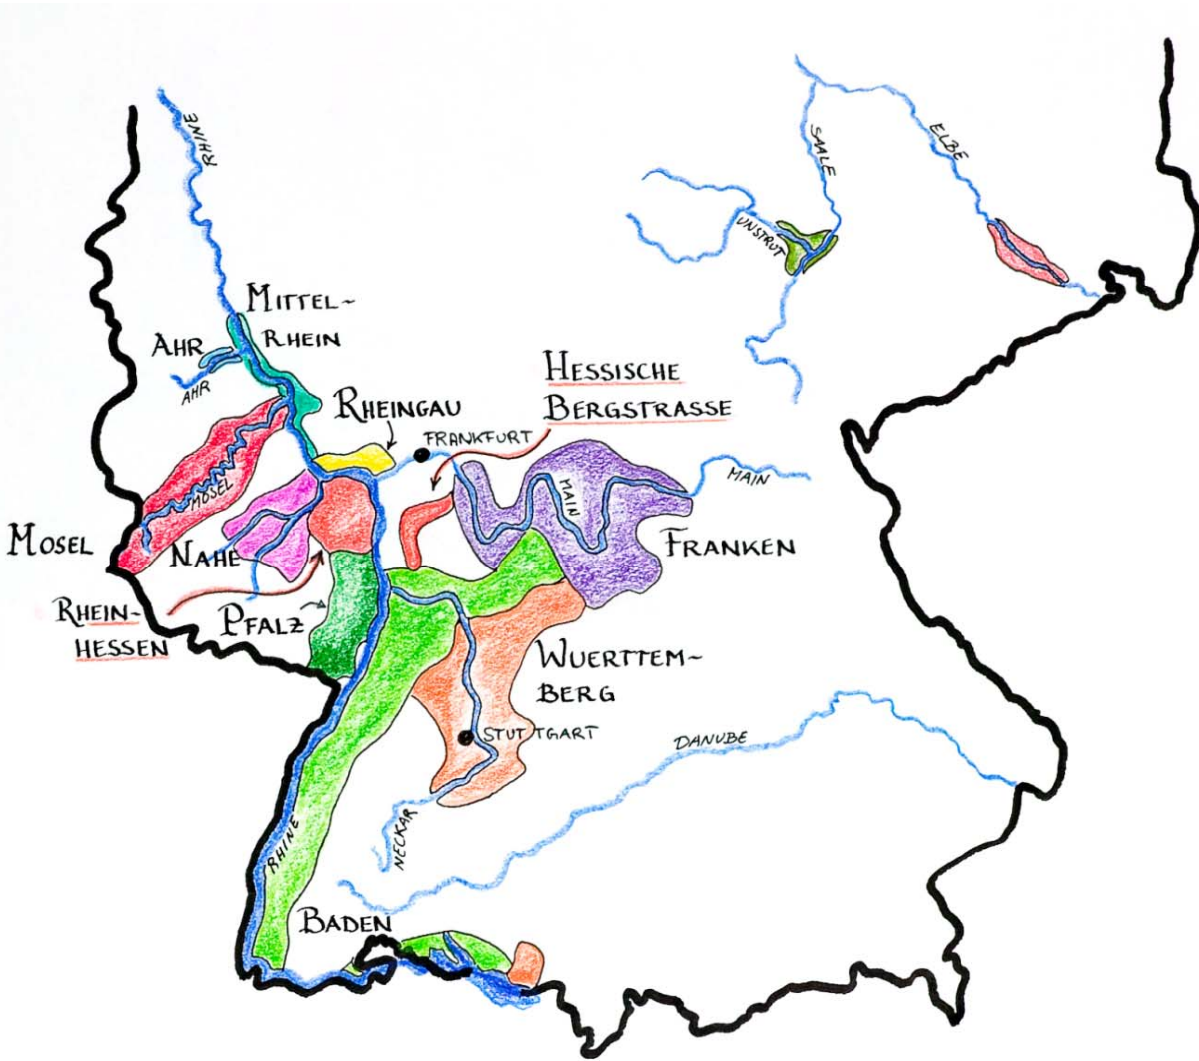 RHINE
SAALE
ELBE
UNSTRUT
MITTEL-
RHEIN
AHR
AHR
HESSISCHE
BERGSTRASSE
RHEINGAU
FRANKFURT
MAIN
MAIN
MOSEL
MOSEL
NAHE
FRANKEN
RHEIN-
HESSEN
PFALZ
WUERTTEM-
BERG
STUTTGART
DANUBE
NECKAR
RHINE
BADEN